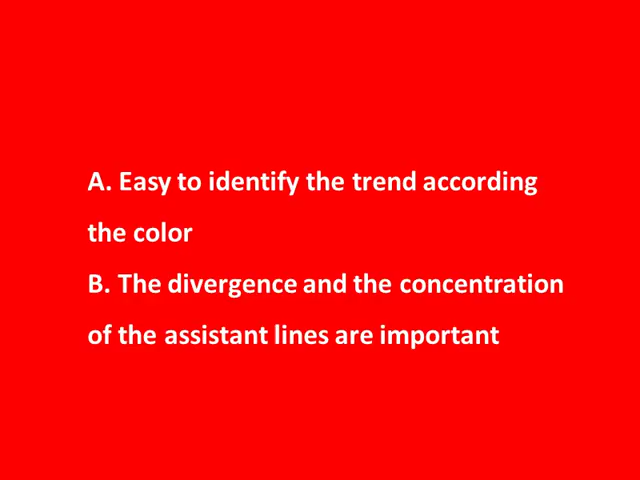 A. Easy to identify the trend according
the color
B. The divergence and the concentration
of the assistant lines are important